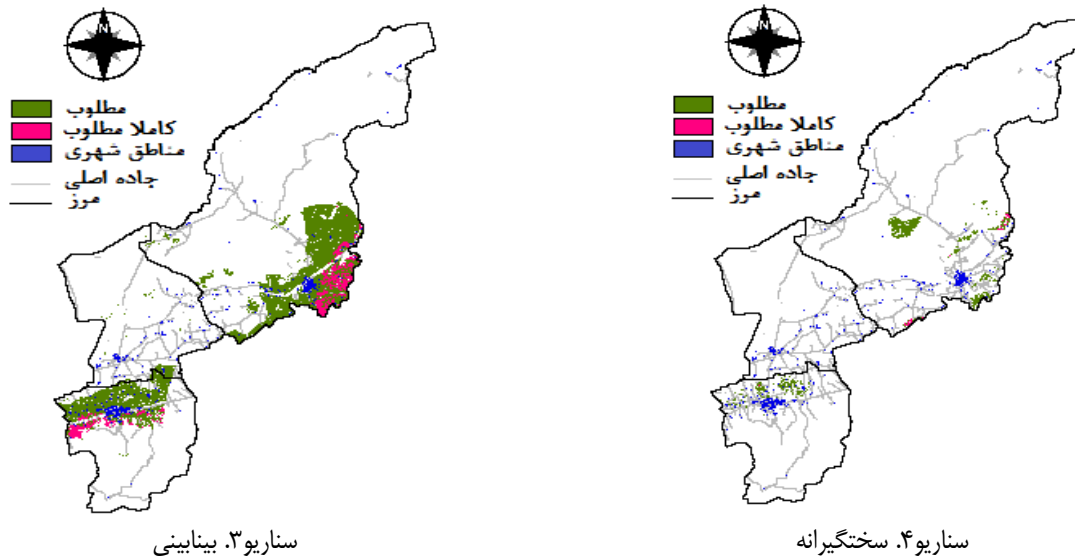 N
مطلوب
کاملا مطلوب
مناطق شهری
جاده اصلی
مرز
سناریو۳. بینابینی
N
مطلوب
کاملا مطلوب
مناطق شهری
جاده اصلی
مرز
سناریو۴. سختگیرانه